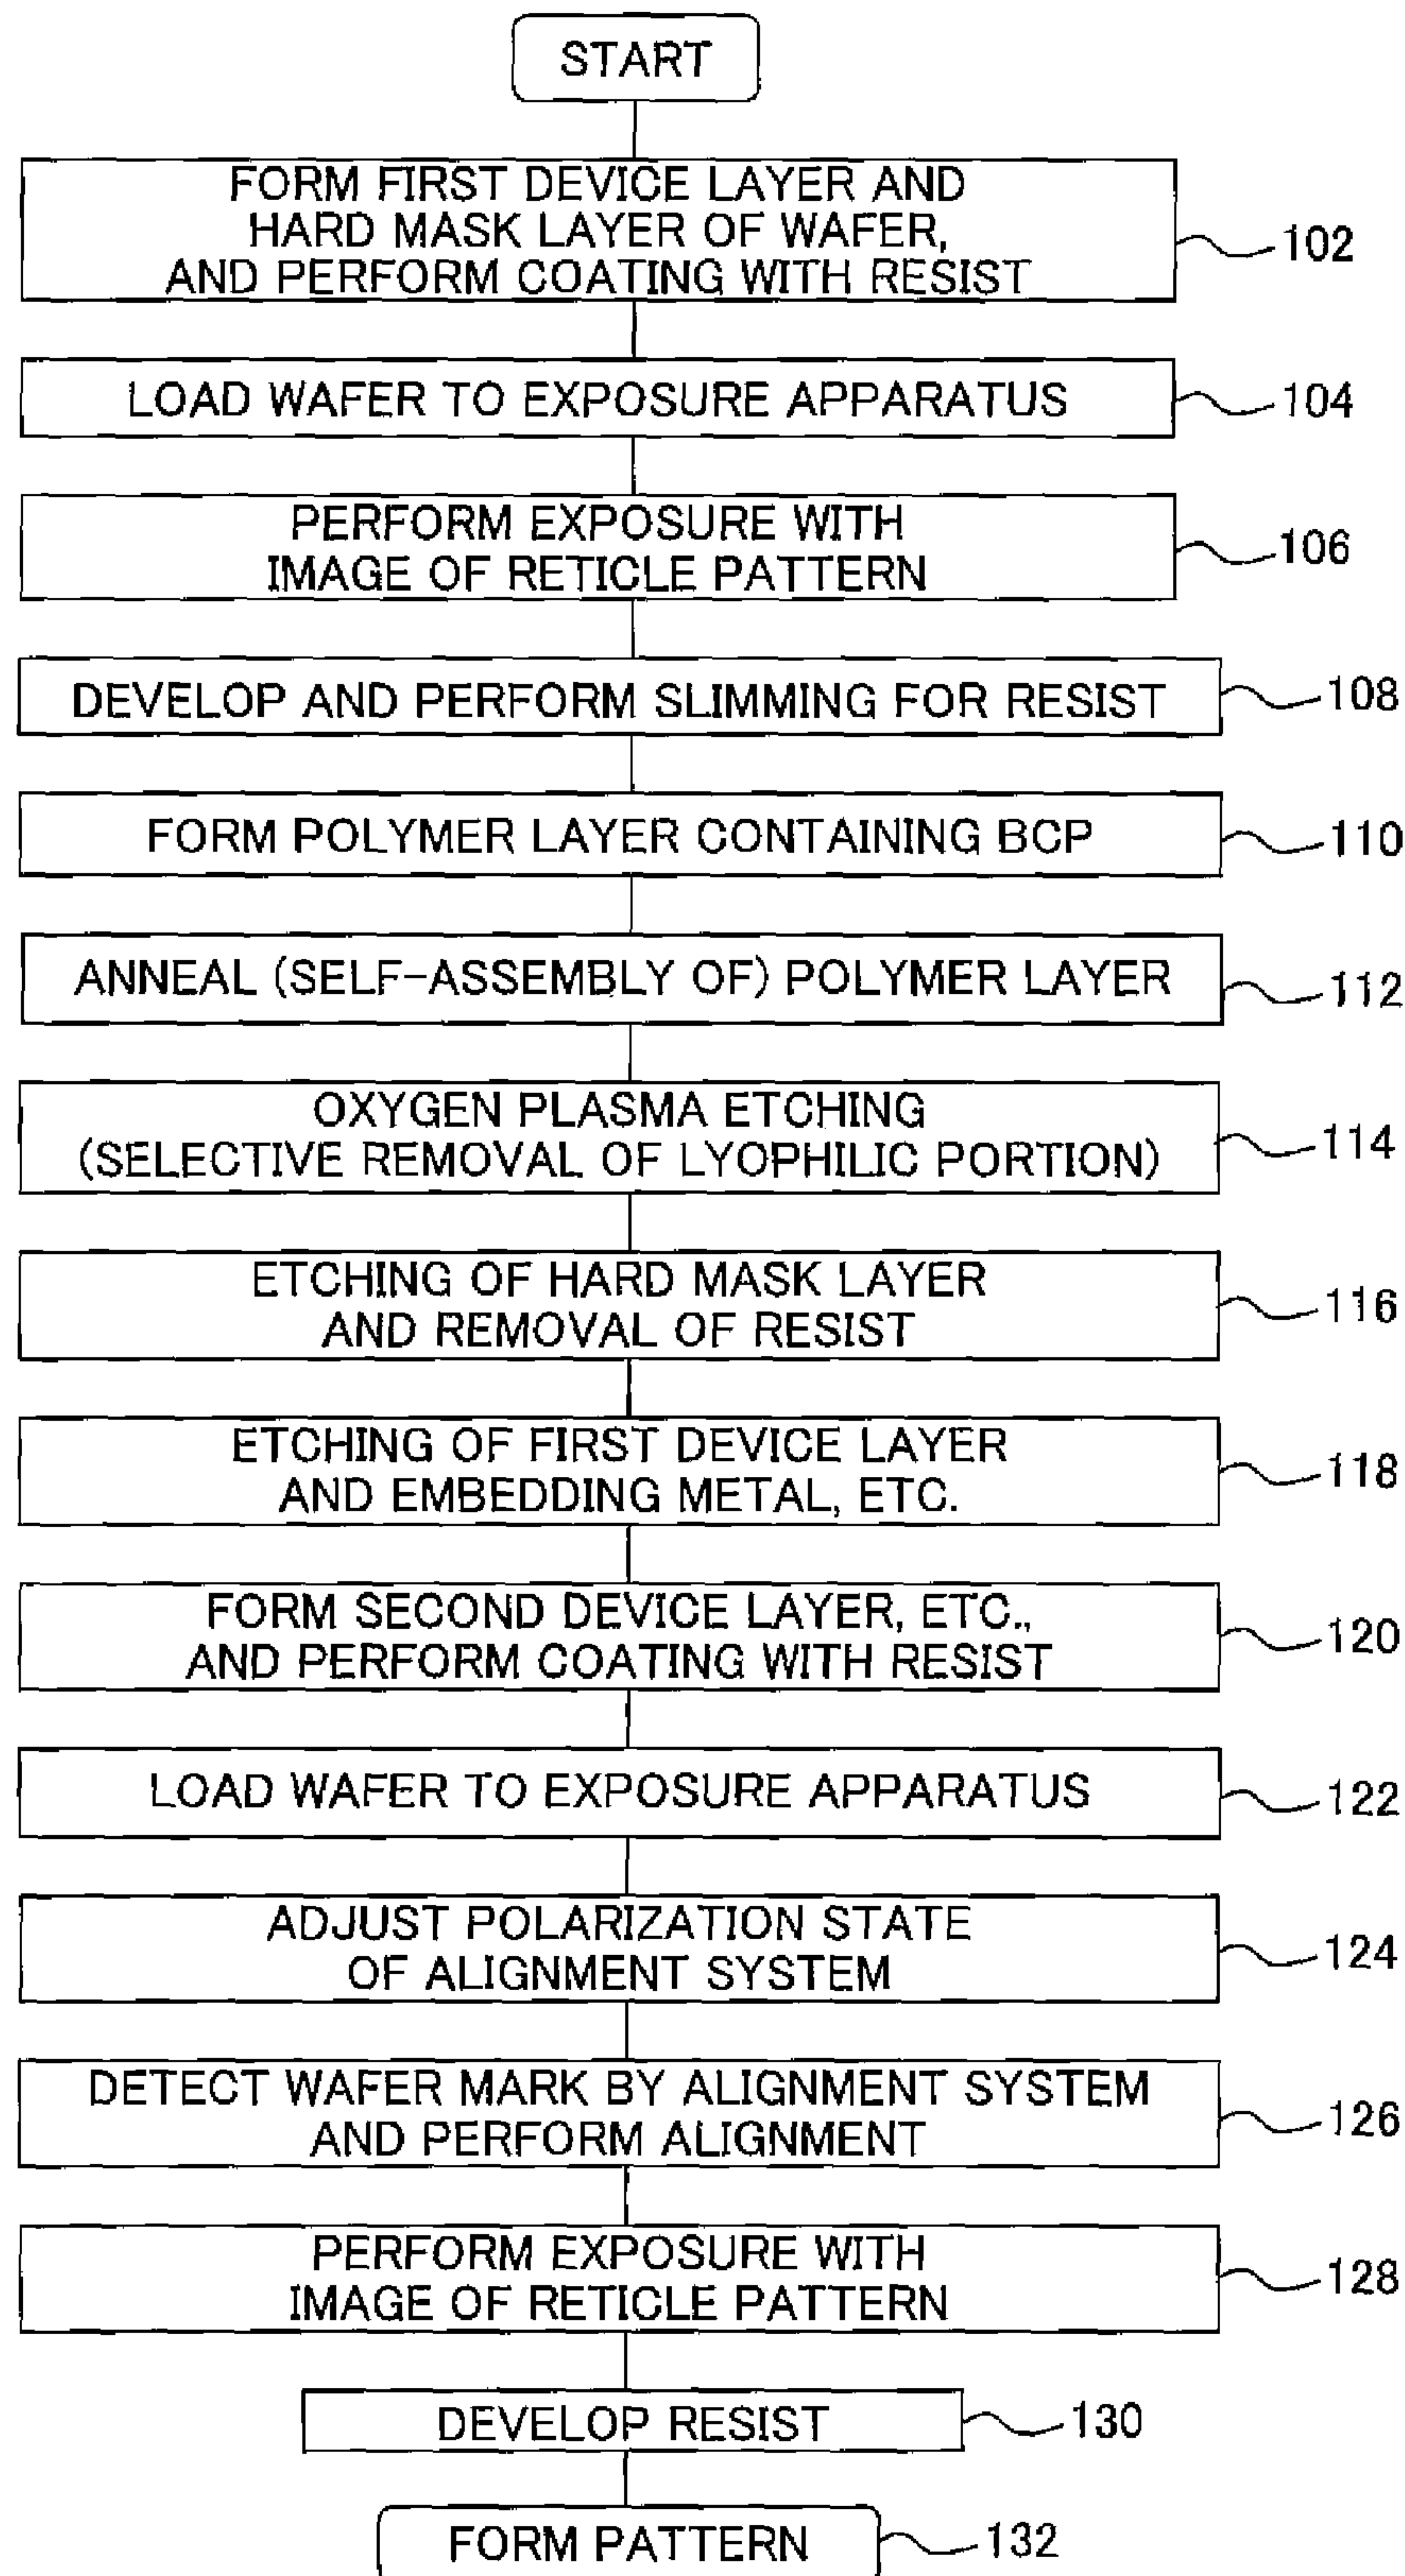 START
FORM FIRST DEVICE LAYER AND
HARD MASK LAYER OF WAFER,
AND PERFORM COATING WITH RESIST
102
LOAD WAFER TO EXPOSURE APPARATUS
104
PERFORM EXPOSURE WITH
IMAGE OF RETICLE PATTERN
106
DEVELOP AND PERFORM SLIMMING FOR RESIST
108
FORM POLYMER LAYER CONTAINING BCP
110
ANNEAL (SELF-ASSEMBLY OF) POLYMER LAYER
112
OXYGEN PLASMA ETCHING
(SELECTIVE REMOVAL OF LYOPHILIC PORTION)
114
ETCHING OF HARD MASK LAYER
AND REMOVAL OF RESIST
116
ETCHING OF FIRST DEVICE LAYER
AND EMBEDDING METAL, ETC.
118
FORM SECOND DEVICE LAYER, ETC.,
AND PERFORM COATING WITH RESIST
120
LOAD WAFER TO EXPOSURE APPARATUS
122
ADJUST POLARIZATION STATE
OF ALIGNMENT SYSTEM
124
DETECT WAFER MARK BY ALIGNMENT SYSTEM
AND PERFORM ALIGNMENT
126
PERFORM EXPOSURE WITH
IMAGE OF RETICLE PATTERN
128
DEVELOP RESIST
130
FORM PATTERN
132